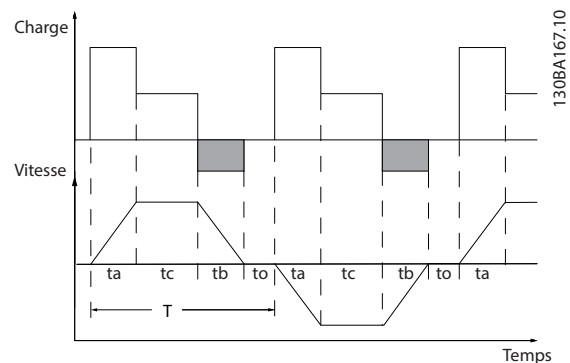 Charge
130BA167.10
Vitesse
ta tc tb to ta tc tb to ta
T
Temps